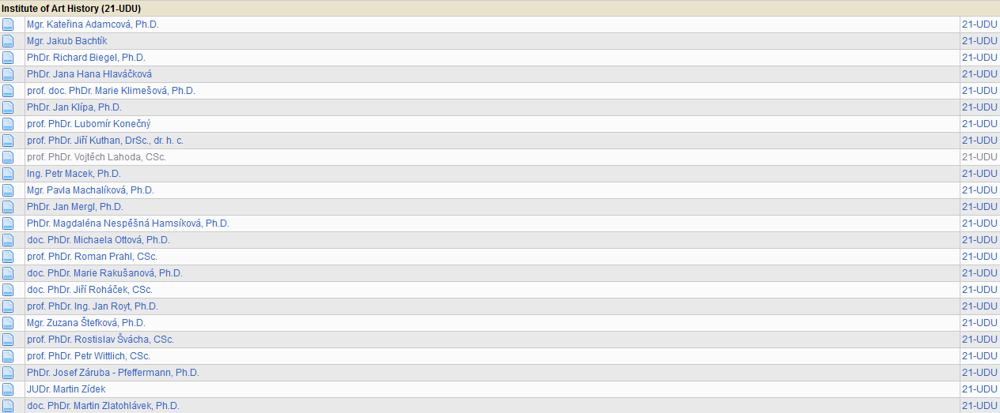 Institute of Art History (21-UDU)
Mgr. Kateřina Adamcová, Ph.D. 21-UDU
Mgr. Jakub Bachtík 21-UDU
PhDr. Richard Biegel, Ph.D. 21-UDU
PhDr. Jana Hana Hlaváčková 21-UDU
prof. doc. PhDr. Marie Klimešová, Ph.D. 21-UDU
PhDr. Jan Klípa, Ph.D. 21-UDU
prof. PhDr. Lubomír Konečný 21-UDU
prof. PhDr. Jiří Kuthan, DrSc., dr. h. c. 21-UDU
prof. PhDr. Vojtěch Lahoda, CSc. 21-UDU
Ing. Petr Macek, Ph.D. 21-UDU
Mgr. Pavla Machalíková, Ph.D. 21-UDU
PhDr. Jan Mergl, Ph.D. 21-UDU
PhDr. Magdaléna Nespěšná Hamsíková, Ph.D. 21-UDU
doc. PhDr. Michaela Ottová, Ph.D. 21-UDU
prof. PhDr. Roman Prahl, CSc. 21-UDU
doc. PhDr. Marie Rakušanová, Ph.D. 21-UDU
doc. PhDr. Jiří Roháček, CSc. 21-UDU
prof. PhDr. Ing. Jan Royt, Ph.D. 21-UDU
Mgr. Zuzana Štefková, Ph.D. 21-UDU
prof. PhDr. Rostislav Švácha, CSc. 21-UDU
prof. PhDr. Petr Wittlich, CSc. 21-UDU
PhDr. Josef Záruba - Pfeffermann, Ph.D. 21-UDU
JUDr. Martin Zídek 21-UDU
doc. PhDr. Martin Zlatohlávek, Ph.D. 21-UDU